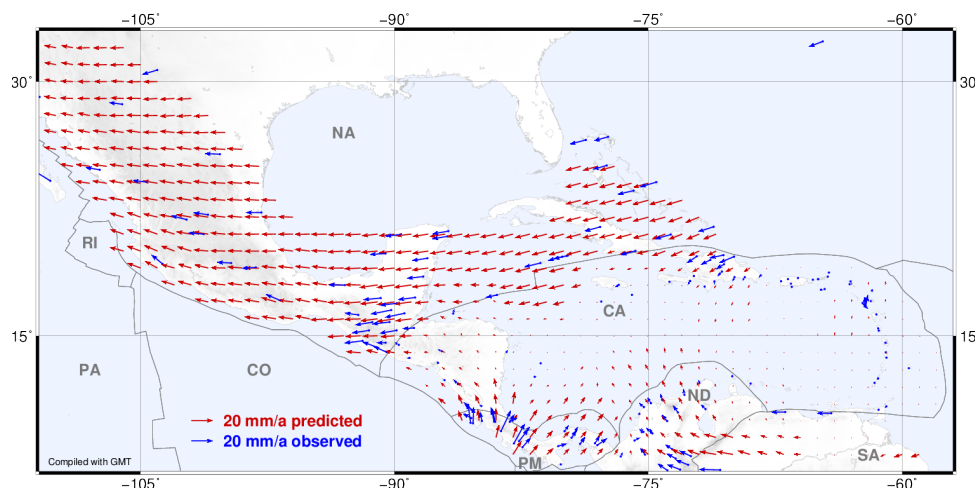 −105° −90° −75° −60°
30° 30°
NA
RI
CA
15° 15°
PA CO
ND
20 mm/a predicted
20 mm/a observed
SA
PM
Compiled with GMT
−105° −90° −75° −60°